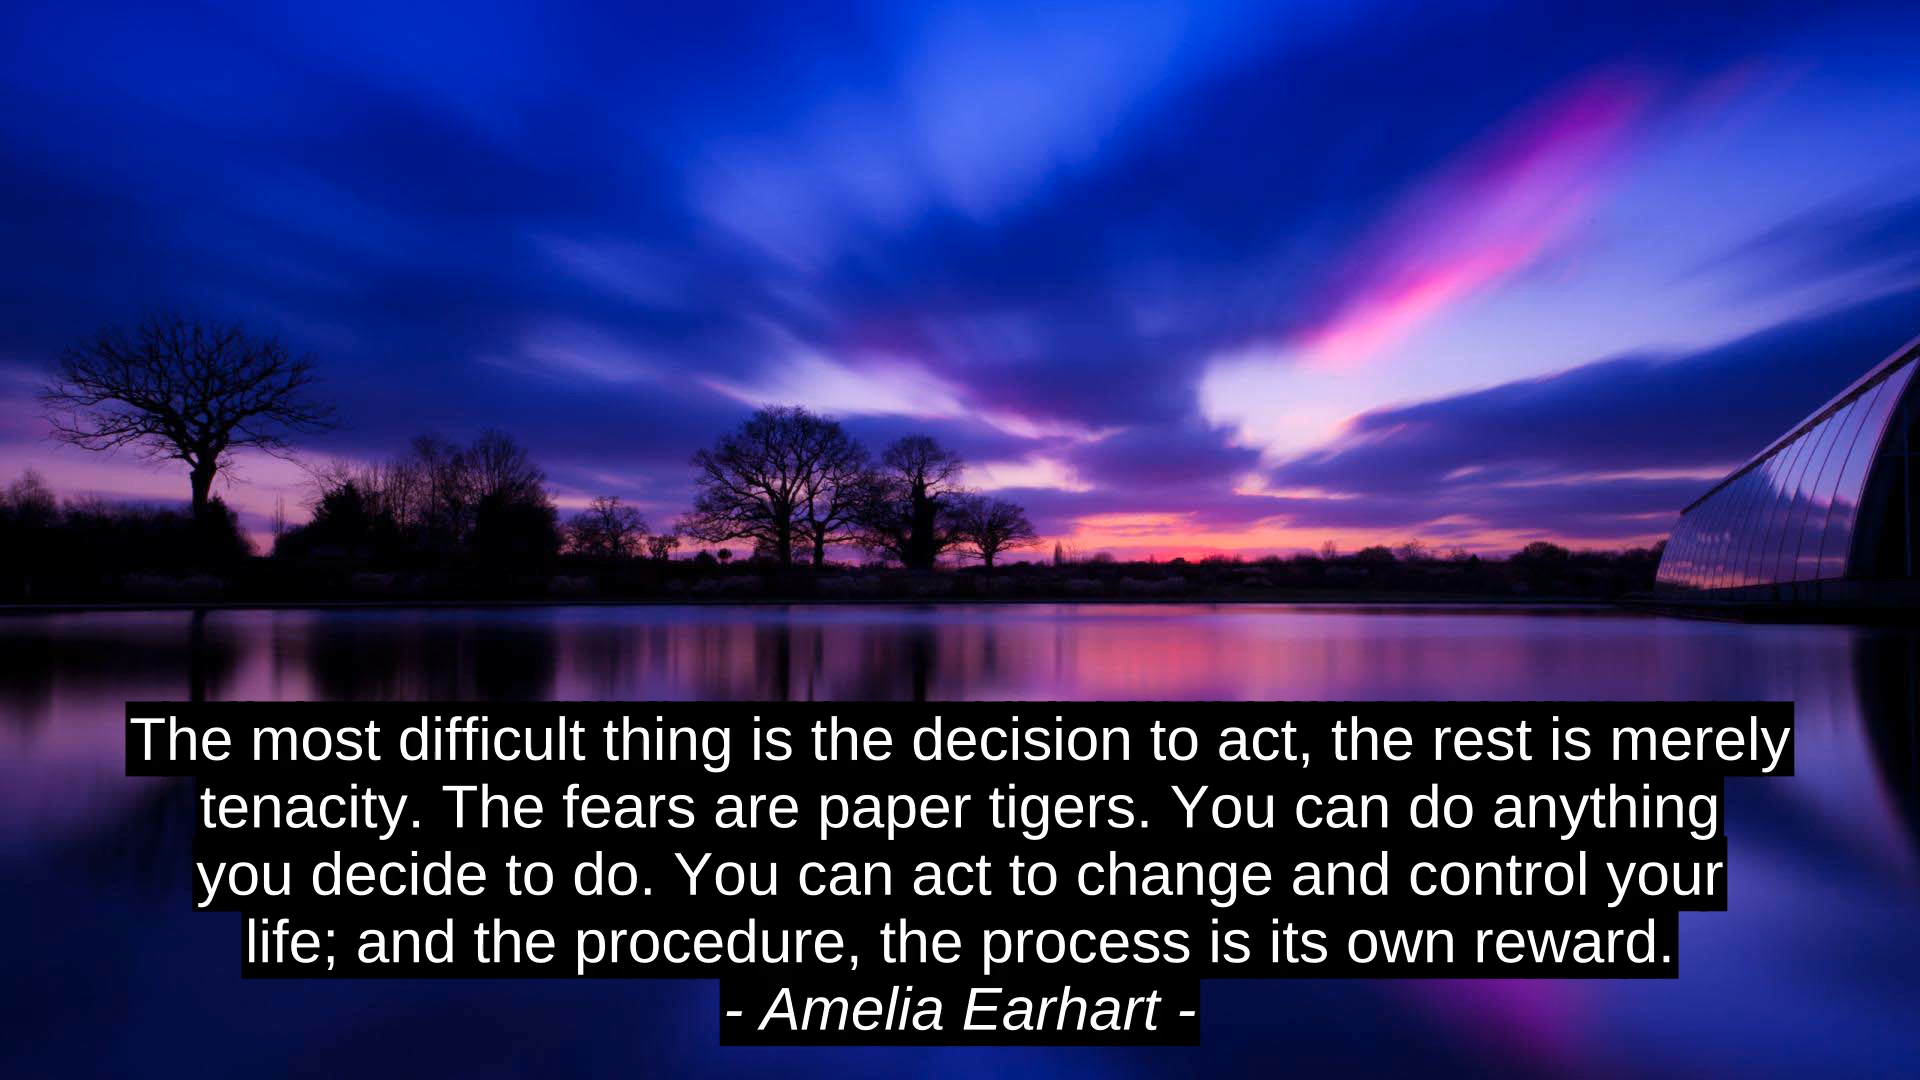 The most difficult thing is the decision to act, the rest is merely
tenacity. The fears are paper tigers. You can do anything
you decide to do. You can act to change and control your
life; and the procedure, the process is its own reward.
- Amelia Earhart -